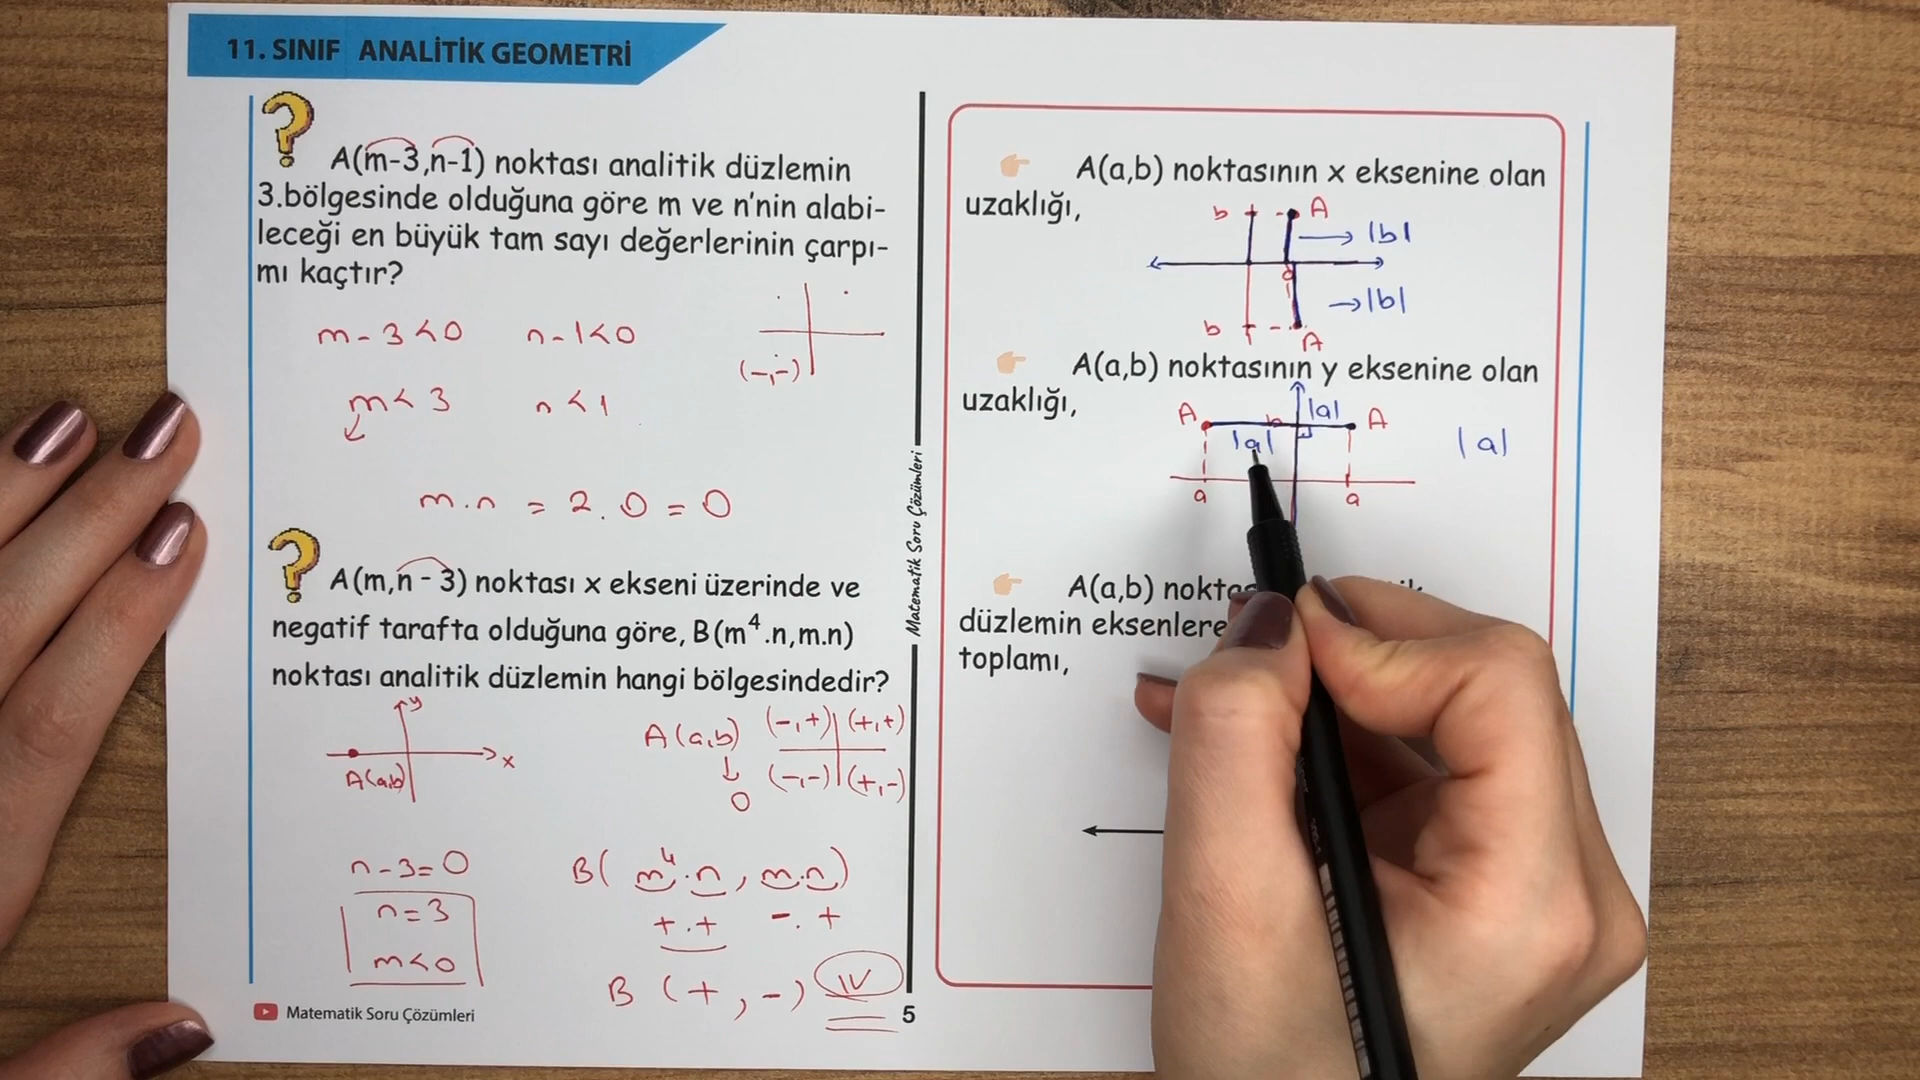 11. SINIF ANALİTİK GEOMETRİ
A(m-3,n-1) noktası analitik düzlemin
3.bölgesinde olduğuna göre m ve n'nin alabi-
leceği en büyük tam sayı değerlerinin çarpı-
mı kaçtır?
m-3<0 n-1<0
(-,-)
m<3 n<1
m.n = 2.0 = 0
A(m,n - 3) noktası x ekseni üzerinde ve
negatif tarafta olduğuna göre, B(m⁴.n,m.n)
noktası analitik düzlemin hangi bölgesindedir?
y
x
A(a,b)
A(a,b)
0
(-,+) (+,+)
(-,-) (+,-)
n-3=0
n=3
m<0
B(m⁴.n, m.n)
+.+ -.+
B (+,-) IV
Matematik Soru Çözümleri
5
Matematik Soru Çözümleri
A(a,b) noktasının x eksenine olan
uzaklığı,
b A
|b|
a
|b|
b A
A(a,b) noktasının y eksenine olan
uzaklığı,
A b |a| A
|a| |a|
a a
A(a,b)
düzlemin
toplamı,